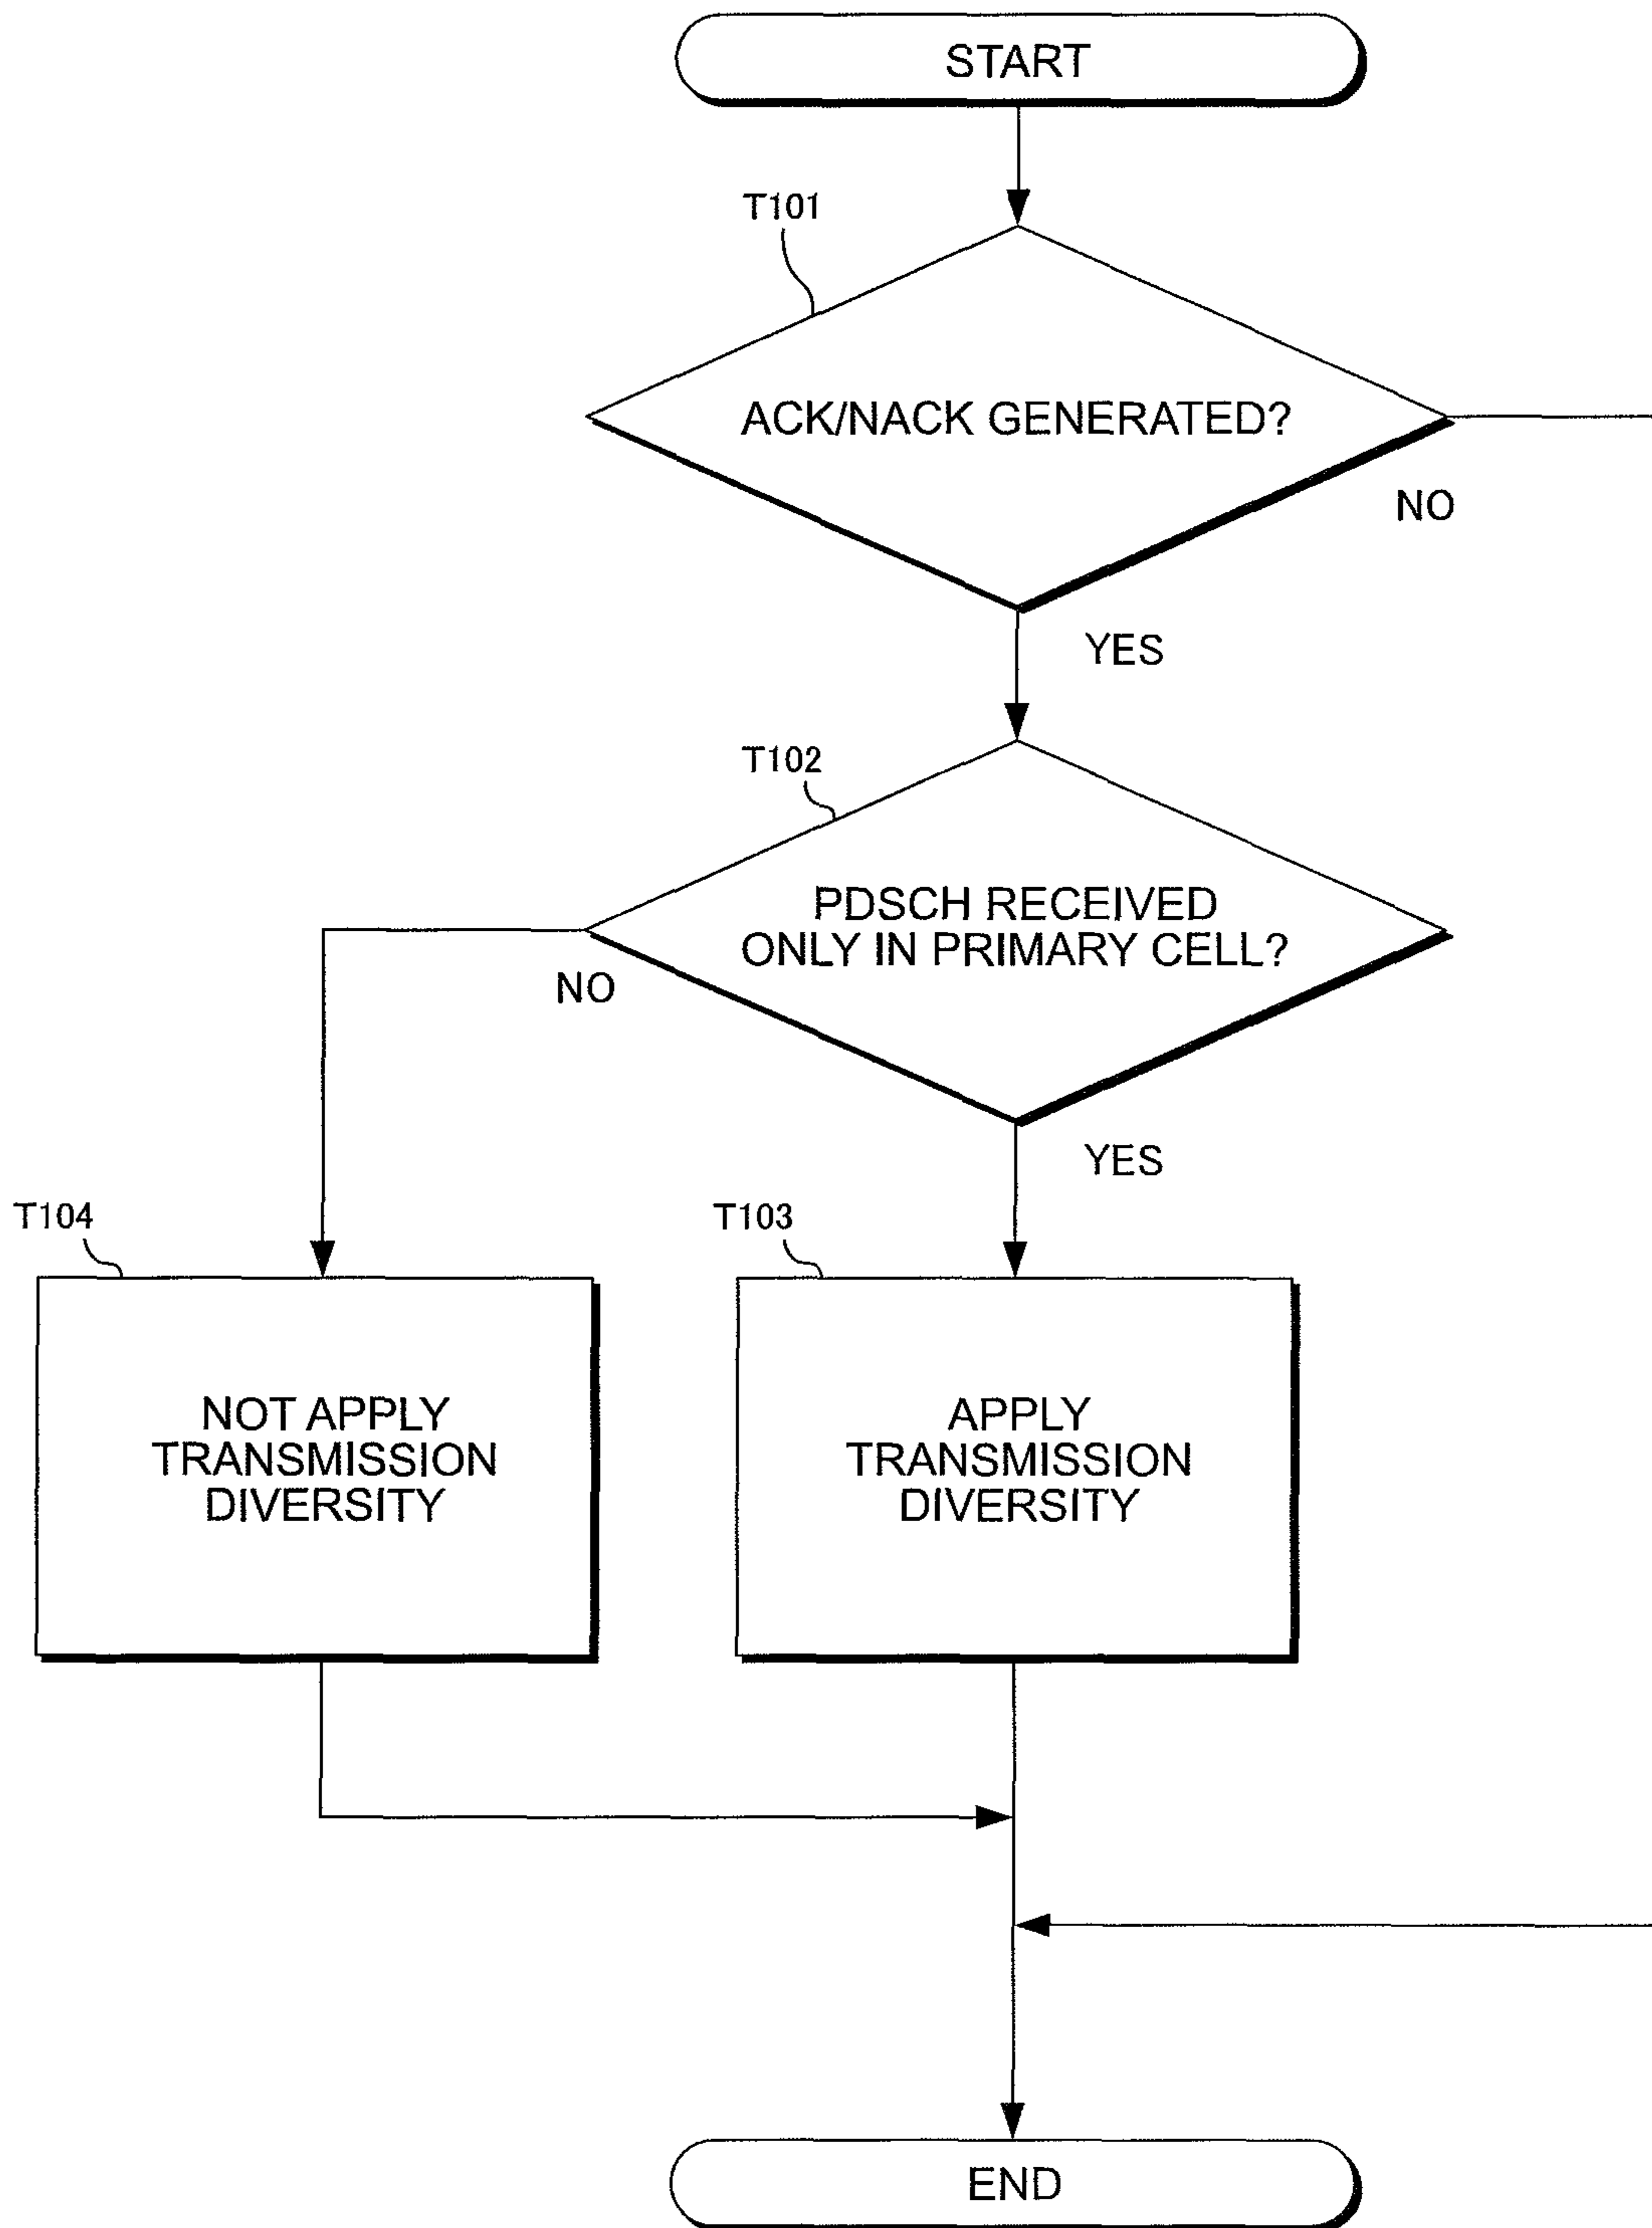 START
T101
ACK/NACK GENERATED?
NO
YES
T102
PDSCH RECEIVED
ONLY IN PRIMARY CELL?
NO
YES
T104
T103
NOT APPLY
TRANSMISSION
DIVERSITY
APPLY
TRANSMISSION
DIVERSITY
END